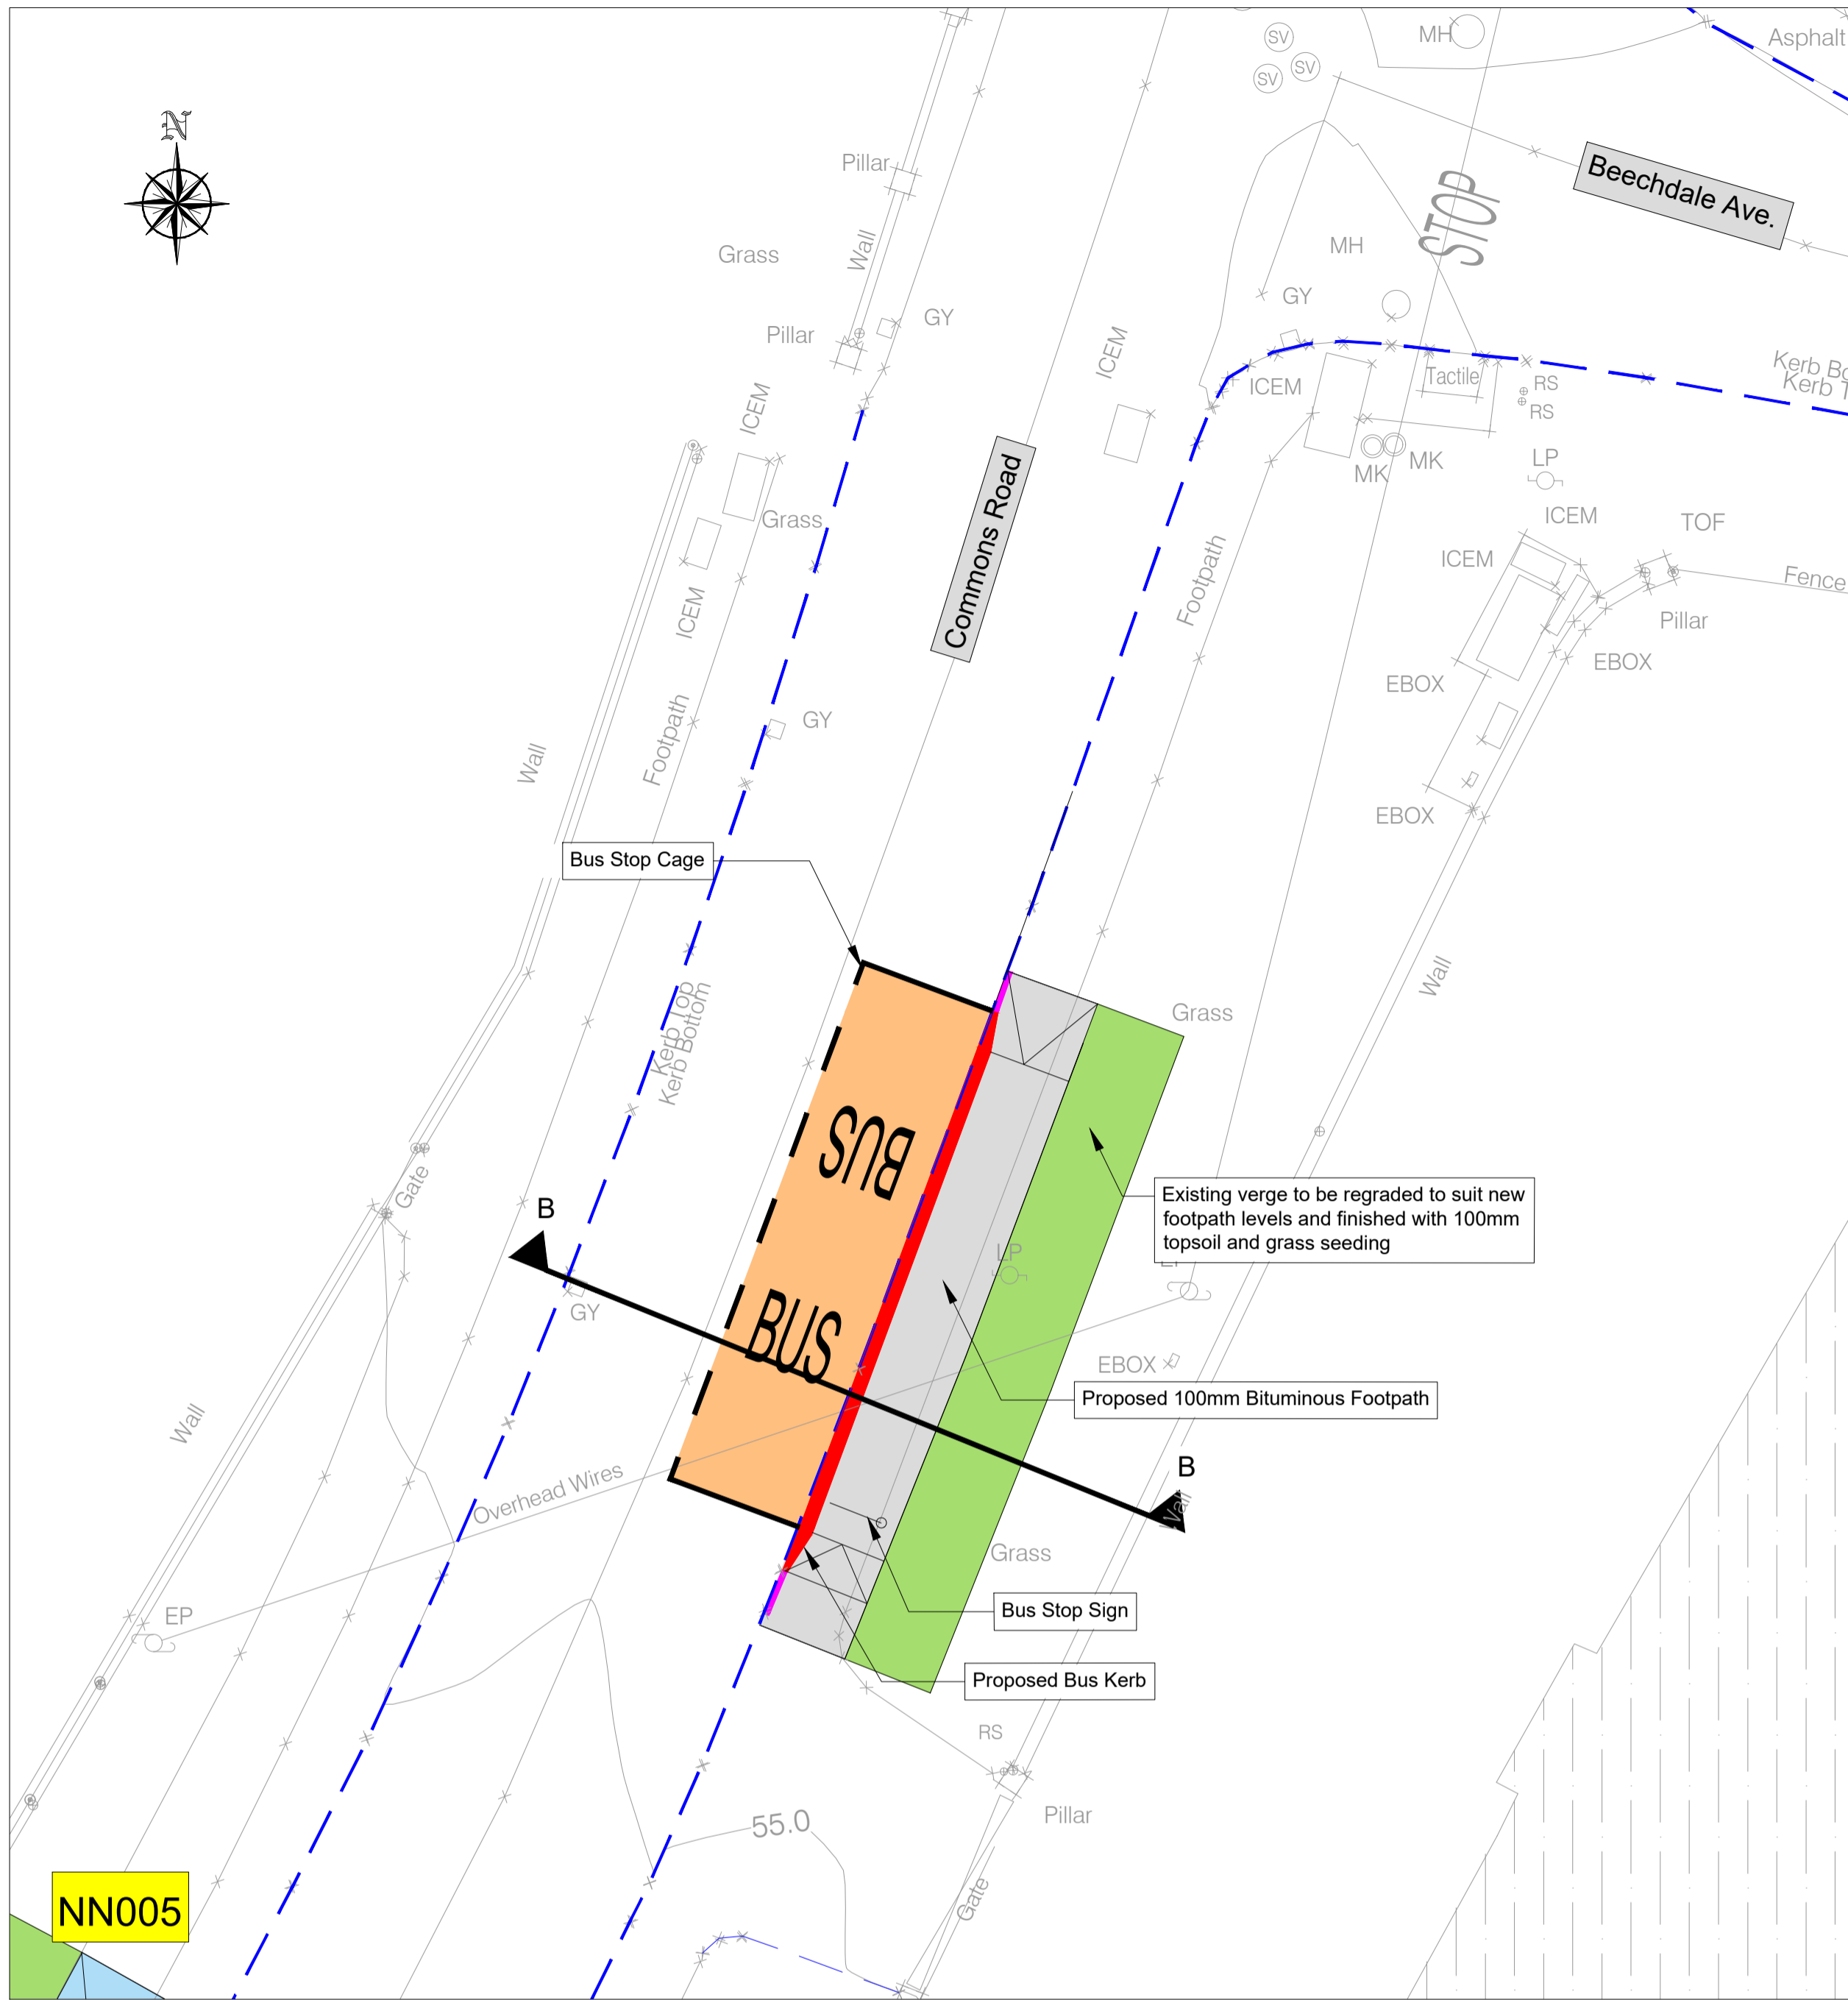 MH
SV
SV
SV
Asphalt
N
Pillar
Beechdale Ave.
STOP
Grass
Wall
MH
GY
GY
Pillar
ICEM
ICEM
Tactile
RS
RS
Kerb
Kerb
ICEM
MK
MK
LP
Commons Road
Grass
ICEM
TOF
ICEM
Fence
Footpath
ICEM
Pillar
EBOX
EBOX
GY
Footpath
Wall
EBOX
Bus Stop Cage
Wall
Grass
Kerb Top
Kerb Bottom
BUS
Gate
B
Existing verge to be regraded to suit new
footpath levels and finished with 100mm
topsoil and grass seeding
LP
GY
BUS
EBOX
Proposed 100mm Bituminous Footpath
Wall
B
Wall
Overhead Wires
Grass
EP
Bus Stop Sign
Proposed Bus Kerb
RS
Pillar
55.0
Gate
NN005